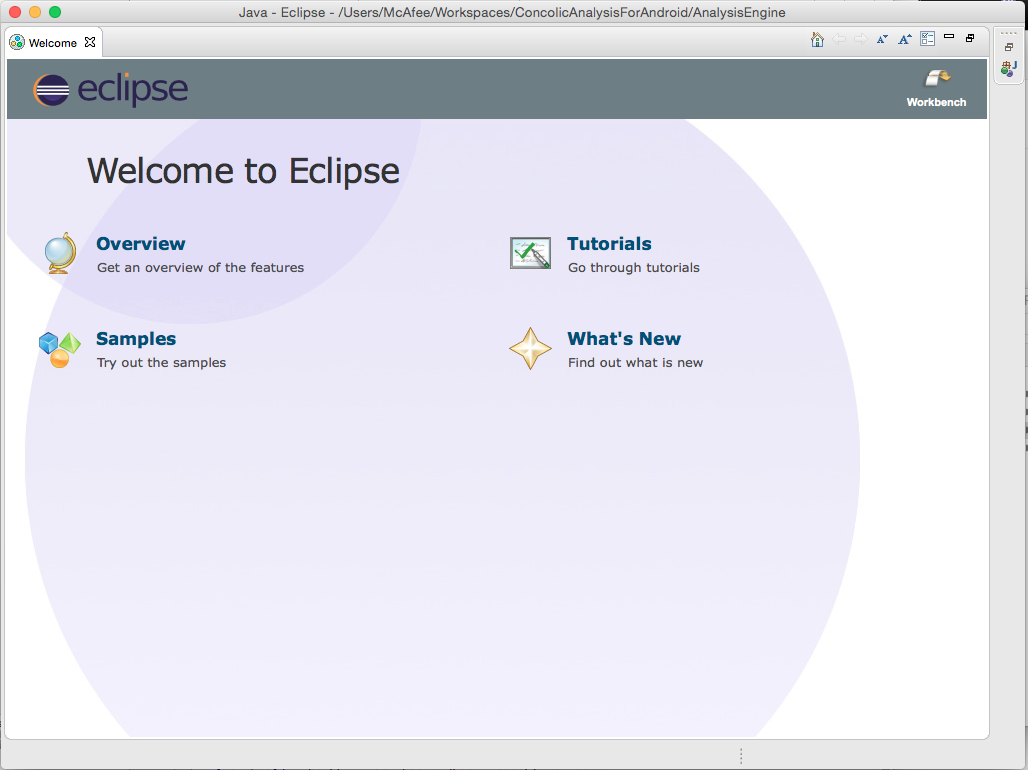 Java - Eclipse - /Users/McAfee/Workspaces/ConcolicAnalysisForAndroid/AnalysisEngine
Welcome
eclipse
Workbench
Welcome to Eclipse
Overview
Get an overview of the features
Tutorials
Go through tutorials
Samples
Try out the samples
What's New
Find out what is new